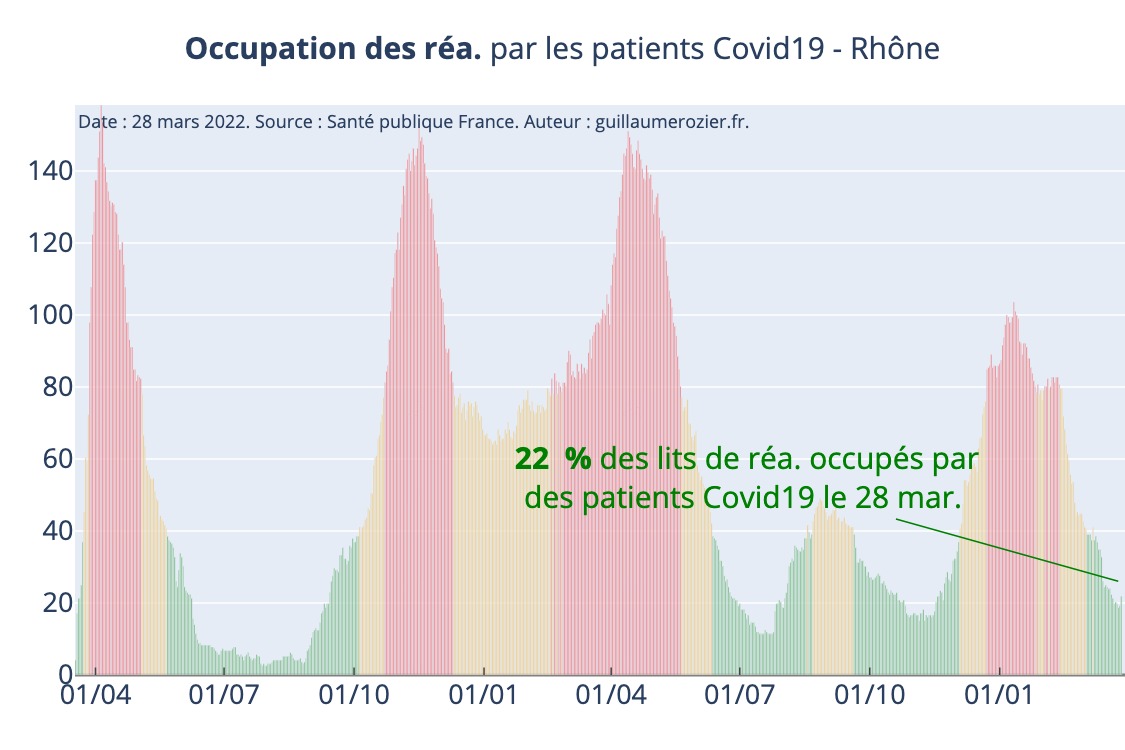 Occupation des réa. par les patients Covid19 - Rhône
Date : 28 mars 2022. Source : Santé publique France. Auteur : guillaumerozier.fr.
140
120
100
80
60
40
20
0
22 % des lits de réa. occupés par
des patients Covid19 le 28 mar.
01/04 01/07 01/10 01/01 01/04 01/07 01/10 01/01